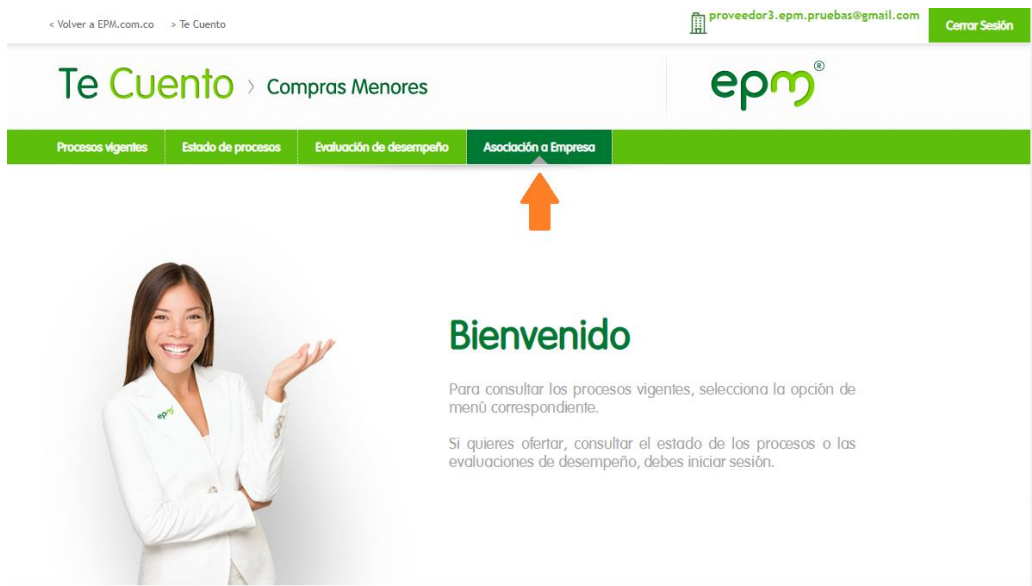 < Volver a EPM.com.co > Te Cuento
proveedor3.epm.pruebas@gmail.com
Cerrar Sesión
Te Cuento > Compras Menores
epm®
Procesos vigentes Estado de procesos Evaluación de desempeño Asociación a Empresa
Bienvenido
Para consultar los procesos vigentes, selecciona la opción de
menú correspondiente.
Si quieres ofertar, consultar el estado de los procesos o las
evaluaciones de desempeño, debes iniciar sesión.
epm